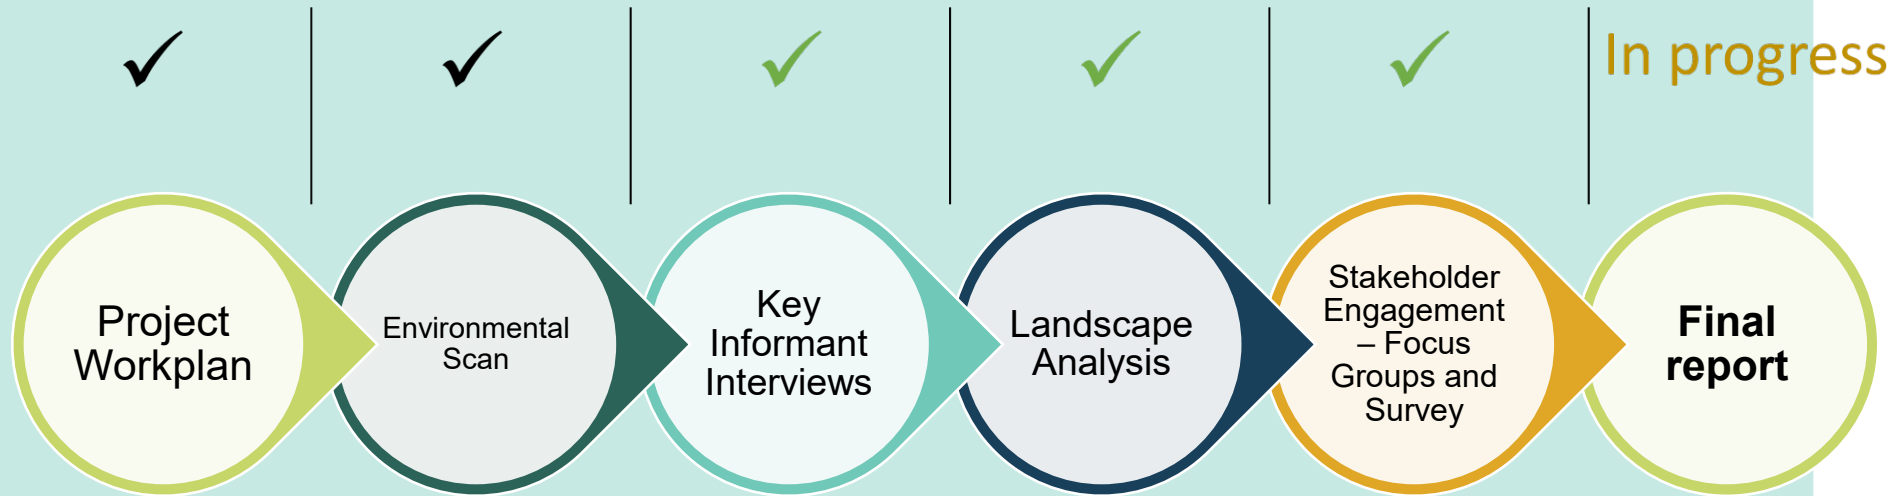 ✓
✓
✓
✓
✓
In progress
Project
Workplan
Environmental
Scan
Key
Informant
Interviews
Landscape
Analysis
Stakeholder
Engagement
– Focus
Groups and
Survey
Final
report